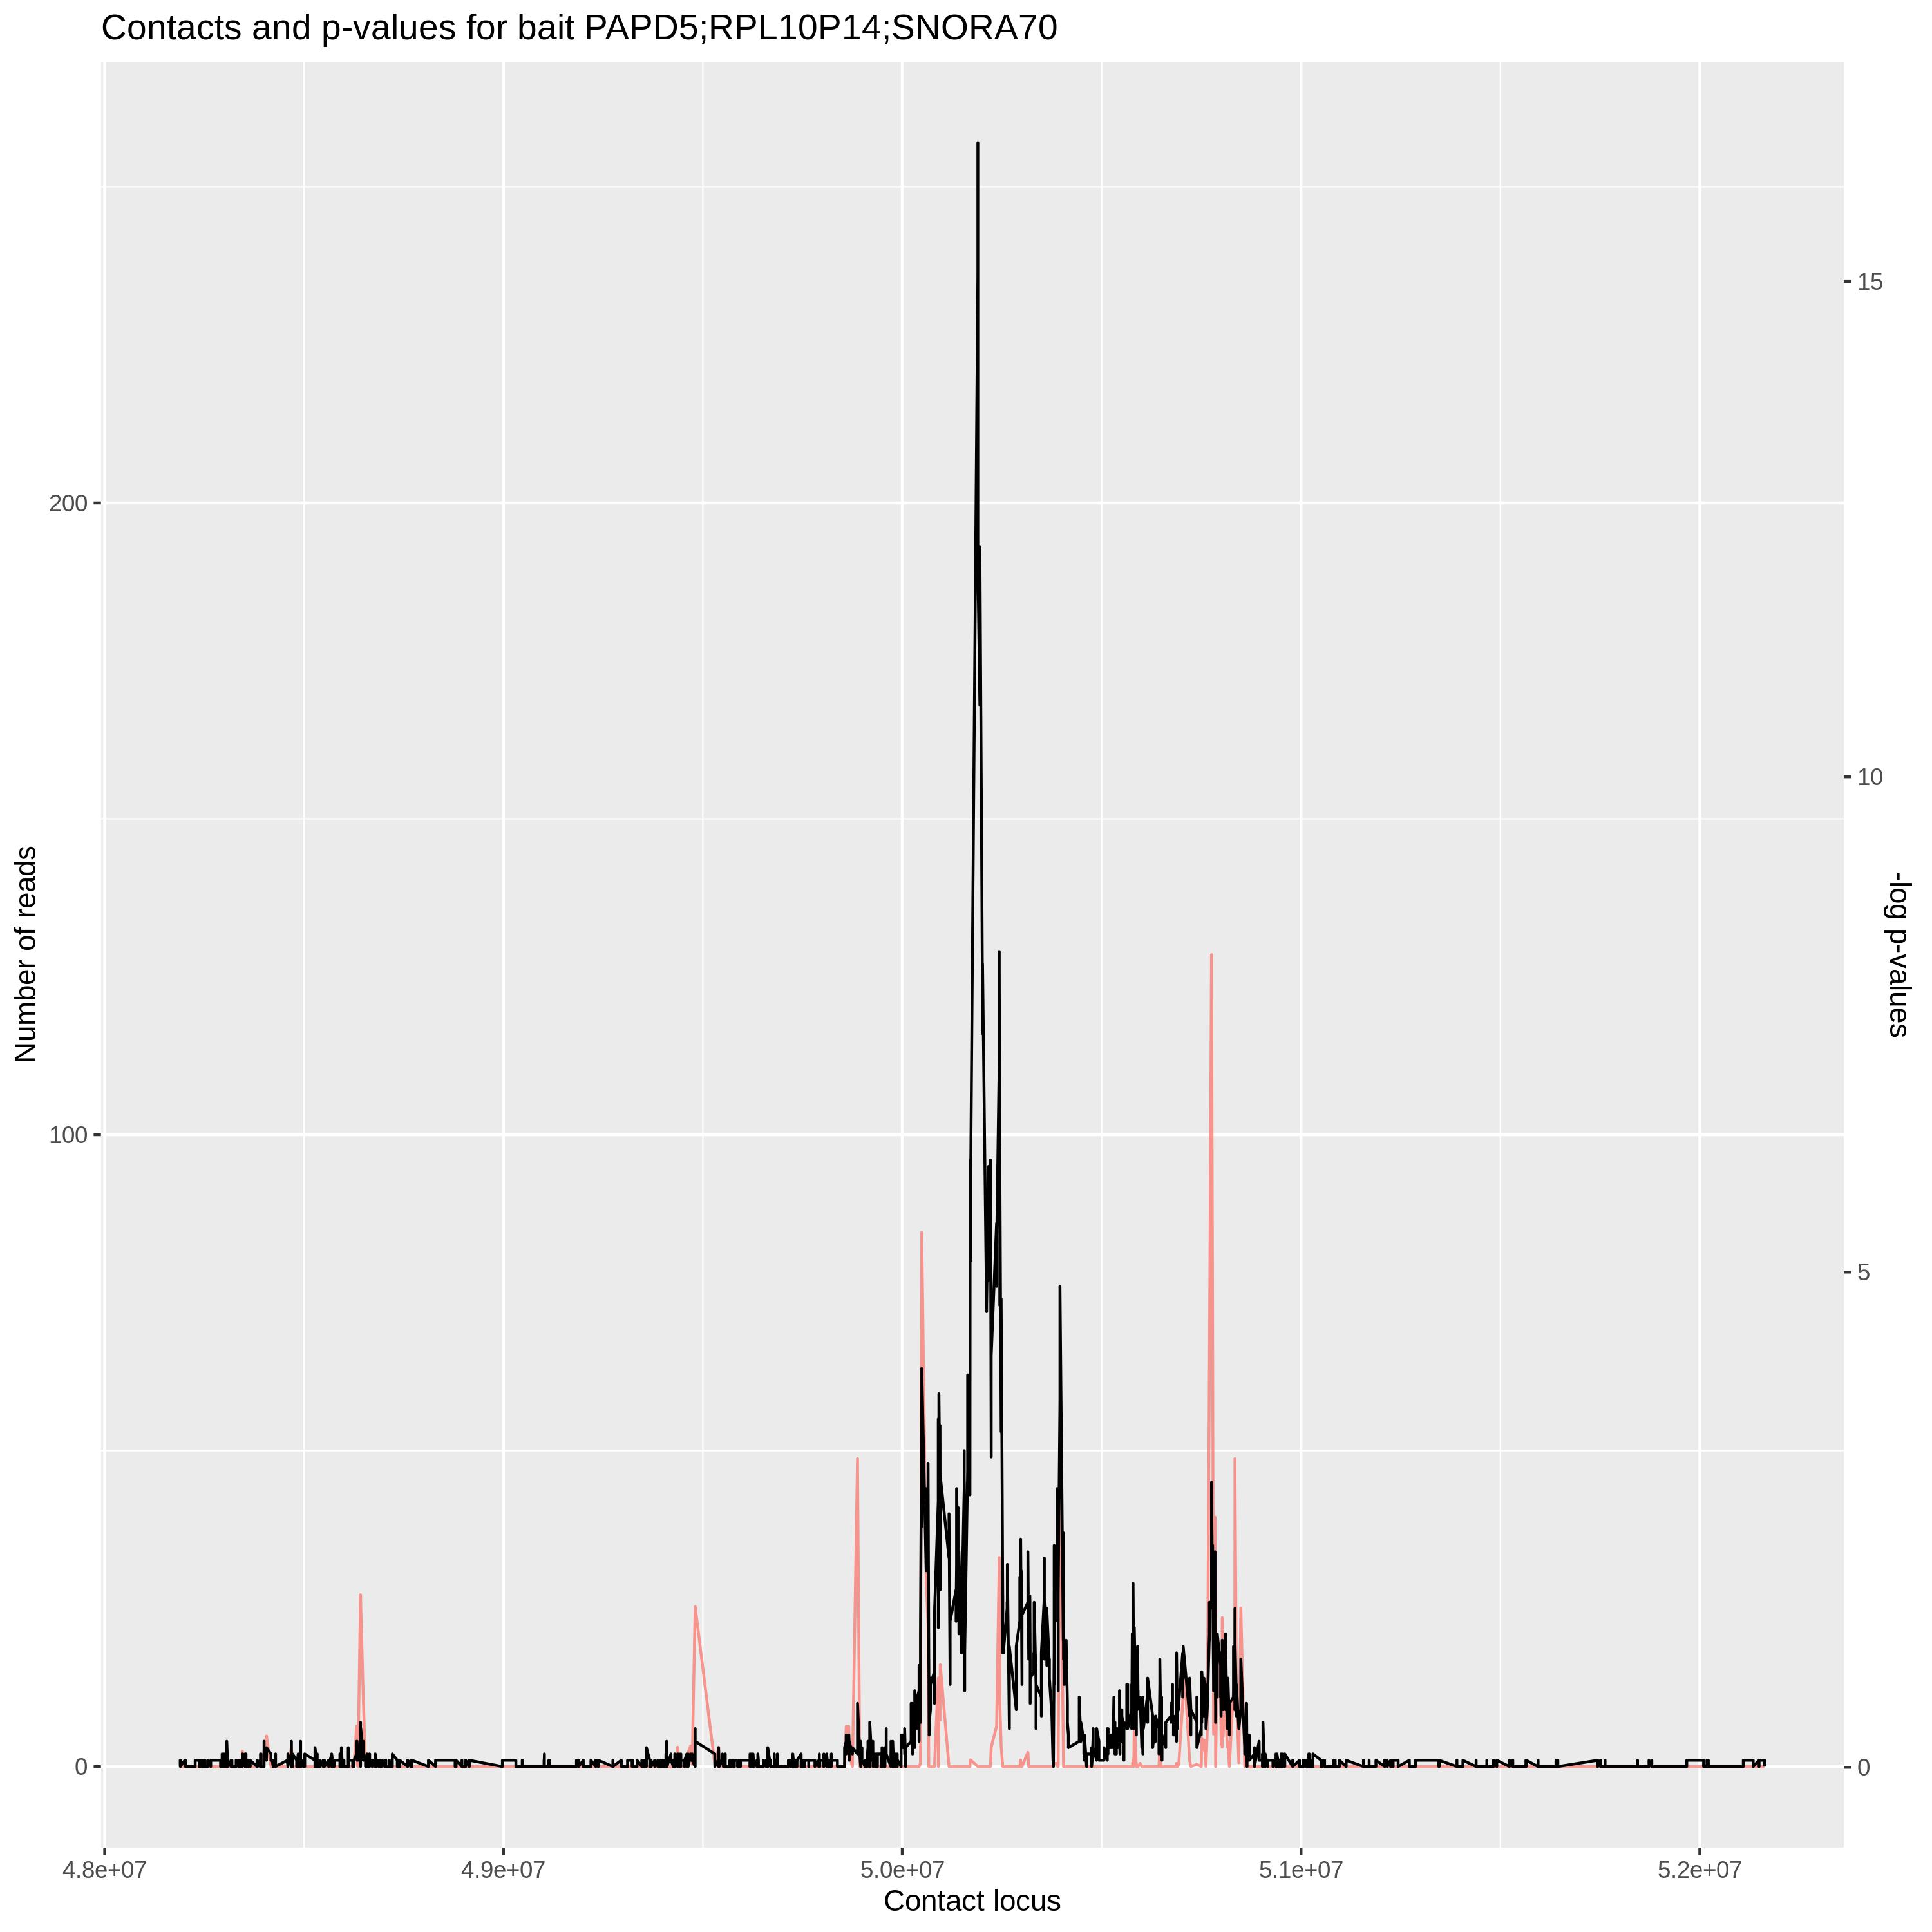 Contacts and p-values for bait PAPD5;RPL10P14;SNORA70
Number of reads
200
100
0
15
10
5
0
-log p-values
4.8e+07
4.9e+07
5.0e+07
5.1e+07
5.2e+07
Contact locus